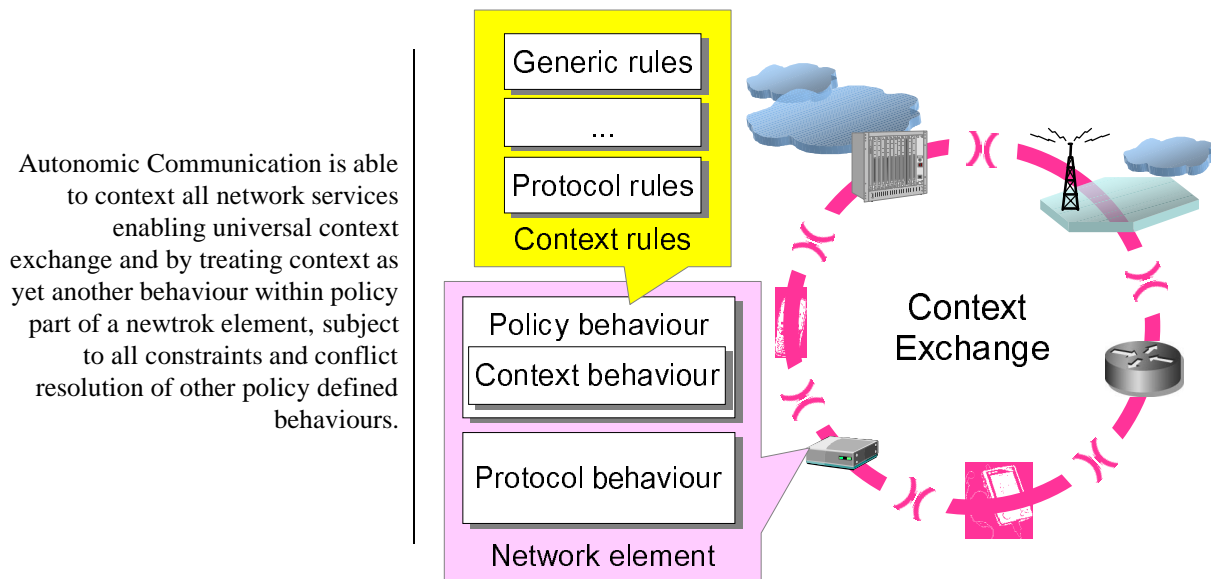 Autonomic Communication is able
to context all network services
enabling universal context
exchange and by treating context as
yet another behaviour within policy
part of a newtrok element, subject
to all constraints and conflict
resolution of other policy defined
behaviours.
Generic rules
...
Protocol rules
Context rules
Policy behaviour
Context behaviour
Protocol behaviour
Network element
Context
Exchange